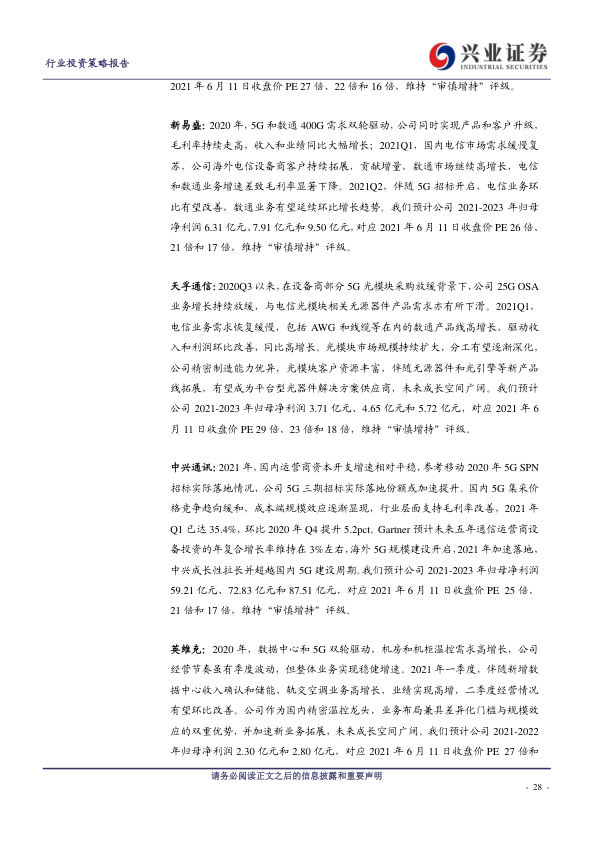 行业投资策略报告
兴业证券
INDUSTRIAL SECURITIES
2021 年 6 月 11 日收盘价 PE 27 倍、22 倍和 16 倍，维持“审慎增持”评级。
新易盛：2020 年，5G 和数通 400G 需求双轮驱动，公司同时实现产品和客户升级，
毛利率持续走高，收入和业绩同比大幅增长；2021Q1，国内电信市场需求缓慢复
苏，公司海外电信设备商客户持续拓展，贡献增量，数通市场继续高增长，电信
和数通业务增速差致毛利率显著下降。2021Q2，伴随 5G 招标开启，电信业务环
比有望改善，数通业务有望延续环比增长趋势。我们预计公司 2021-2023 年归母
净利润 6.31 亿元、7.91 亿元和 9.50 亿元，对应 2021 年 6 月 11 日收盘价 PE 26 倍、
21 倍和 17 倍，维持“审慎增持”评级。
天孚通信：2020Q3 以来，在设备商部分 5G 光模块采购放缓背景下，公司 25G OSA
业务增长持续放缓，与电信光模块相关无源器件产品需求亦有所下滑。2021Q1，
电信业务需求恢复缓慢，包括 AWG 和线缆等在内的数通产品线高增长，驱动收
入和利润环比改善，同比高增长。光模块市场规模持续扩大，分工有望逐渐深化，
公司精密制造能力优异，光模块客户资源丰富，伴随无源器件和光引擎等新产品
线拓展，有望成为平台型光器件解决方案供应商，未来成长空间广阔。我们预计
公司 2021-2023 年归母净利润 3.71 亿元、4.65 亿元和 5.72 亿元，对应 2021 年 6
月 11 日收盘价 PE 29 倍、23 倍和 18 倍，维持“审慎增持”评级。
中兴通讯：2021 年，国内运营商资本开支增速相对平稳，参考移动 2020 年 5G SPN
招标实际落地情况，公司 5G 三期招标实际落地份额或加速提升。国内 5G 集采价
格竞争趋向缓和，成本端规模效应逐渐显现，行业层面支持毛利率改善，2021 年
Q1 已达 35.4%，环比 2020 年 Q4 提升 5.2pct。Gartner 预计未来五年通信运营商设
备投资的年复合增长率维持在 3%左右，海外 5G 规模建设开启，2021 年加速落地，
中兴成长性拉长并超越国内 5G 建设周期。我们预计公司 2021-2023 年归母净利润
59.21 亿元、72.83 亿元和 87.51 亿元，对应 2021 年 6 月 11 日收盘价 PE 25 倍、
21 倍和 17 倍，维持“审慎增持”评级。
英维克：2020 年，数据中心和 5G 双轮驱动、机房和机柜温控需求高增长，公司
经营节奏虽有季度波动，但整体业务实现稳健增速。2021 年一季度，伴随新增数
据中心收入确认和储能、轨交空调业务高增长，业绩实现高增，二季度经营情况
有望环比改善。公司作为国内精密温控龙头，业务布局兼具差异化门槛与规模效
应的双重优势，并加速新业务拓展，未来成长空间广阔。我们预计公司 2021-2022
年归母净利润 2.30 亿元和 2.80 亿元，对应 2021 年 6 月 11 日收盘价 PE 27 倍和
请务必阅读正文之后的信息披露和重要声明
- 28 -